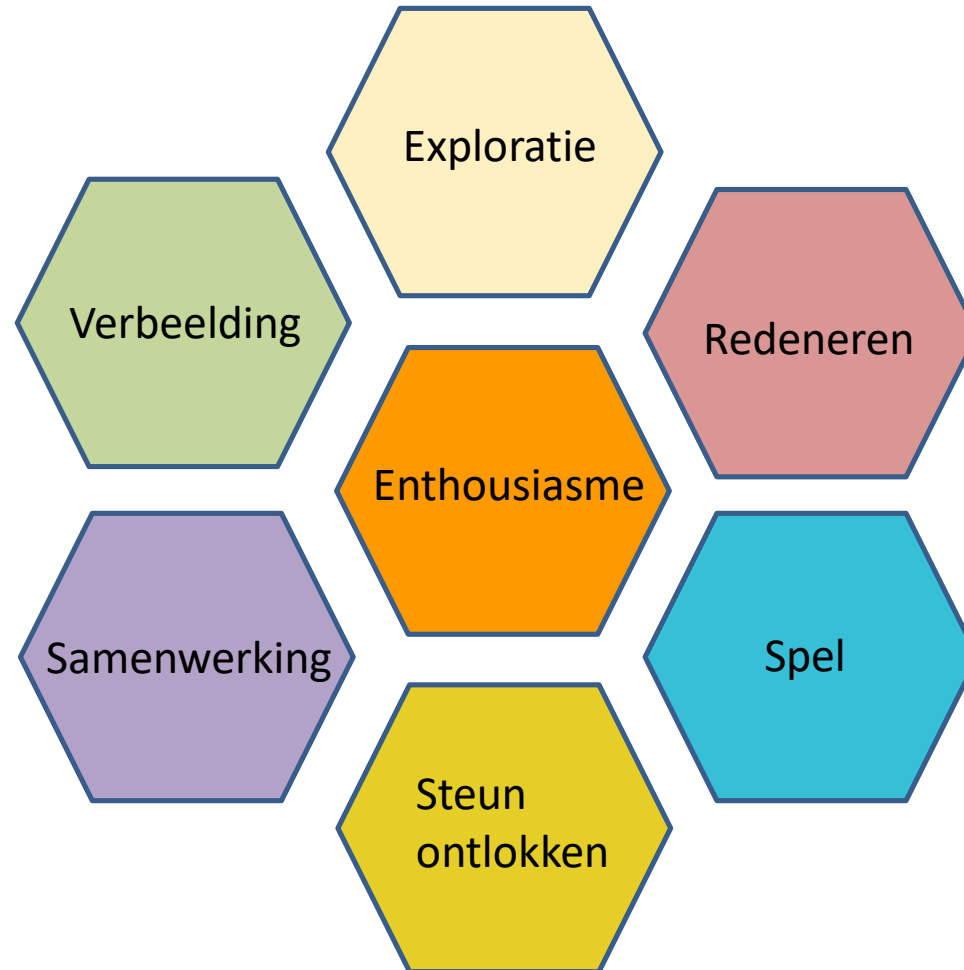 Exploratie
Verbeelding
Redeneren
Enthousiasme
Samenwerking
Spel
Steun
ontlokken